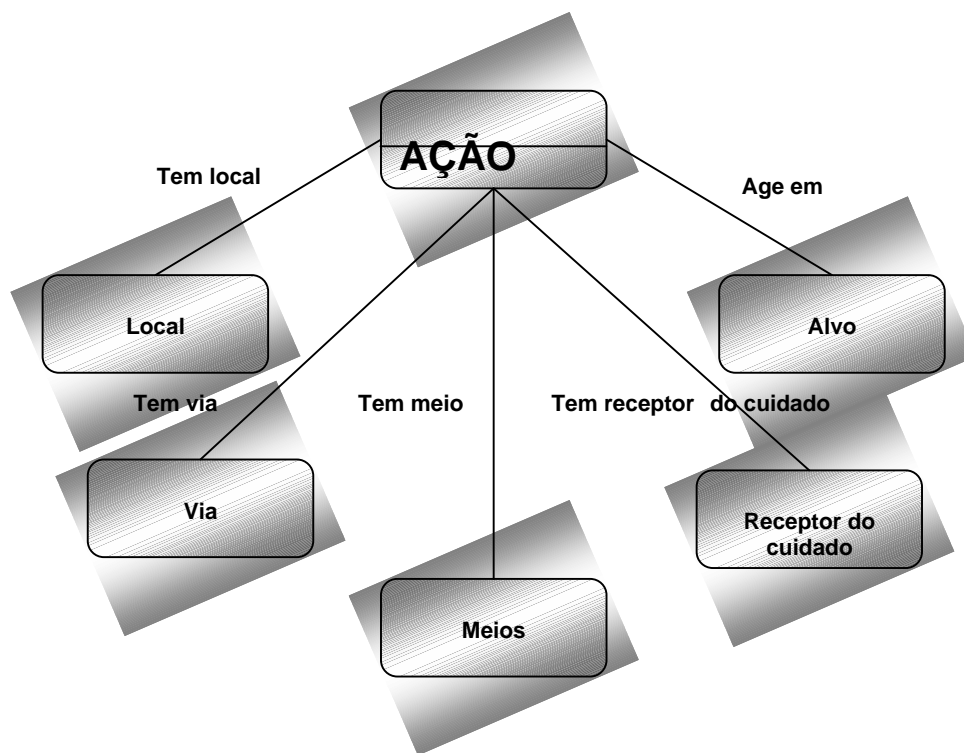 AÇÃO
Tem local
Age em
Local
Alvo
Tem via
Tem meio
Tem receptor do cuidado
Via
Receptor do
cuidado
Meios